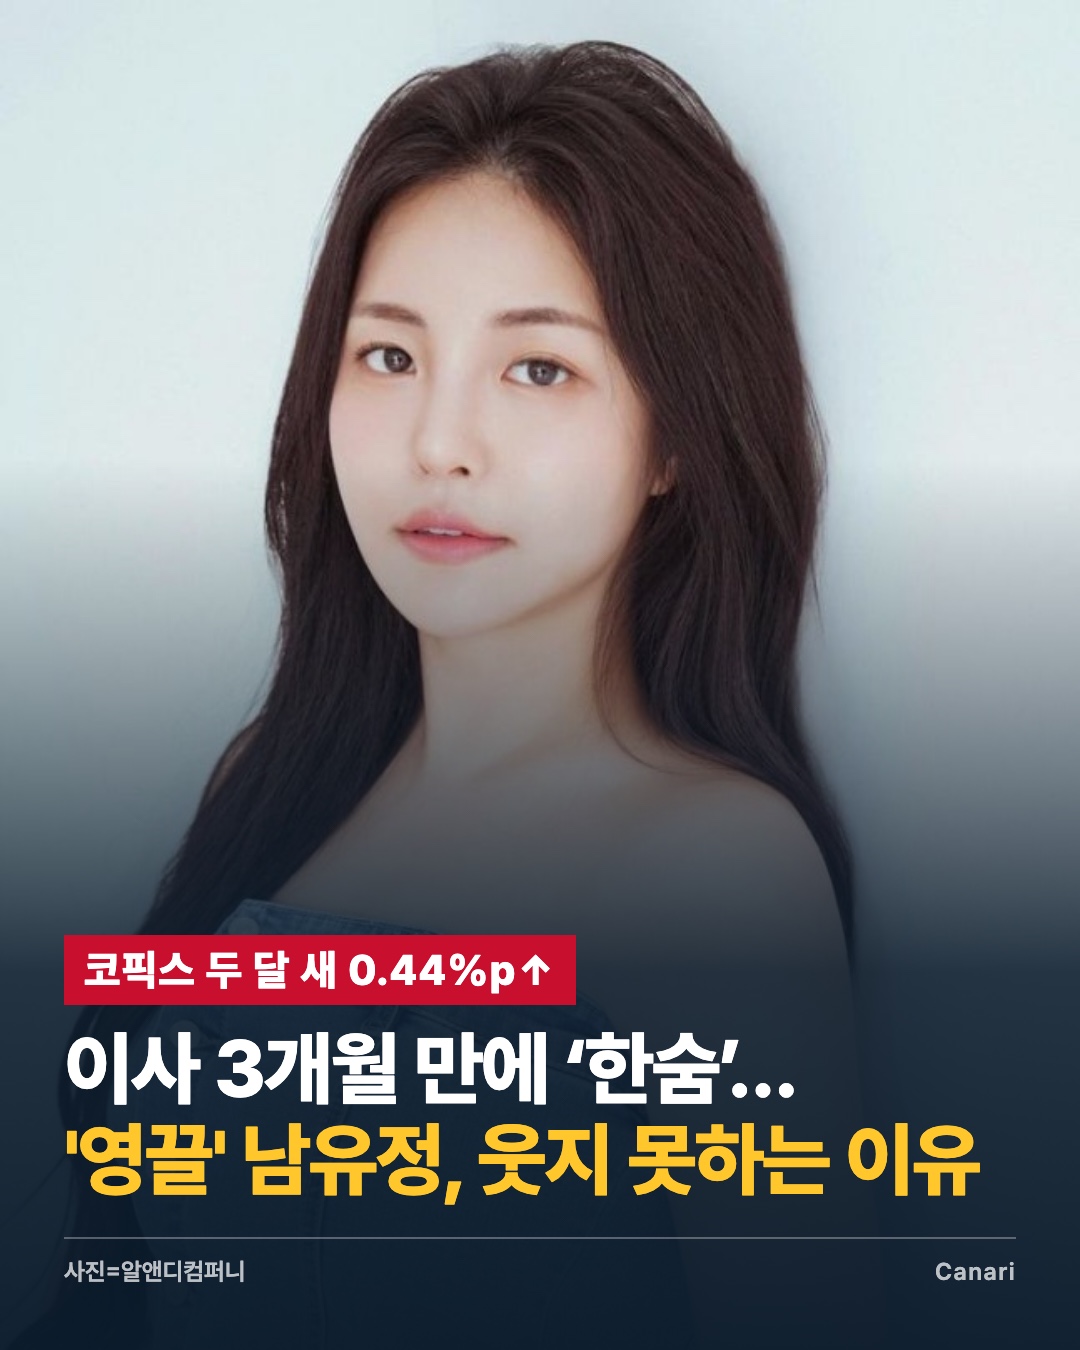 코픽스 두 달 새 0.44%p↑
이사 3개월 만에 ‘한숨’...
'영끌' 남유정, 웃지 못하는 이유
사진=알앤디컴퍼니
Canari